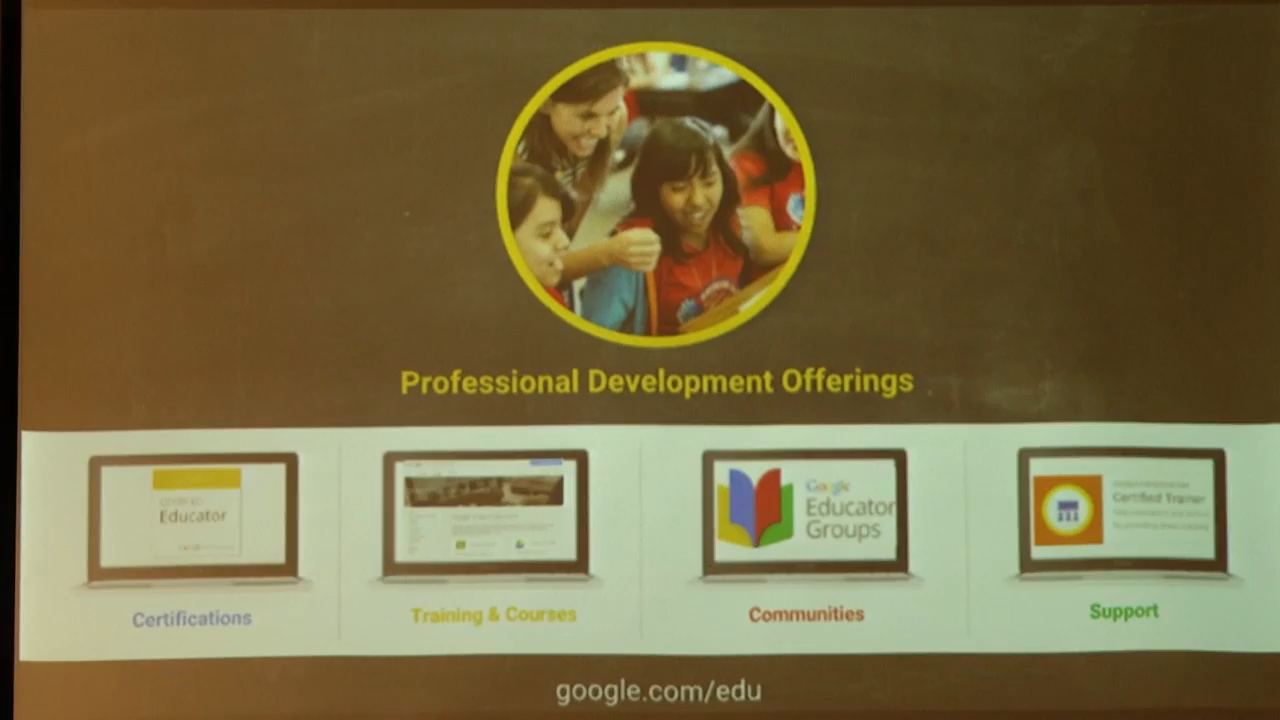 Professional Development Offerings
Educator
Google
Educator
Groups
Certified Trainer
Certifications
Training & Courses
Communities
Support
google.com/edu